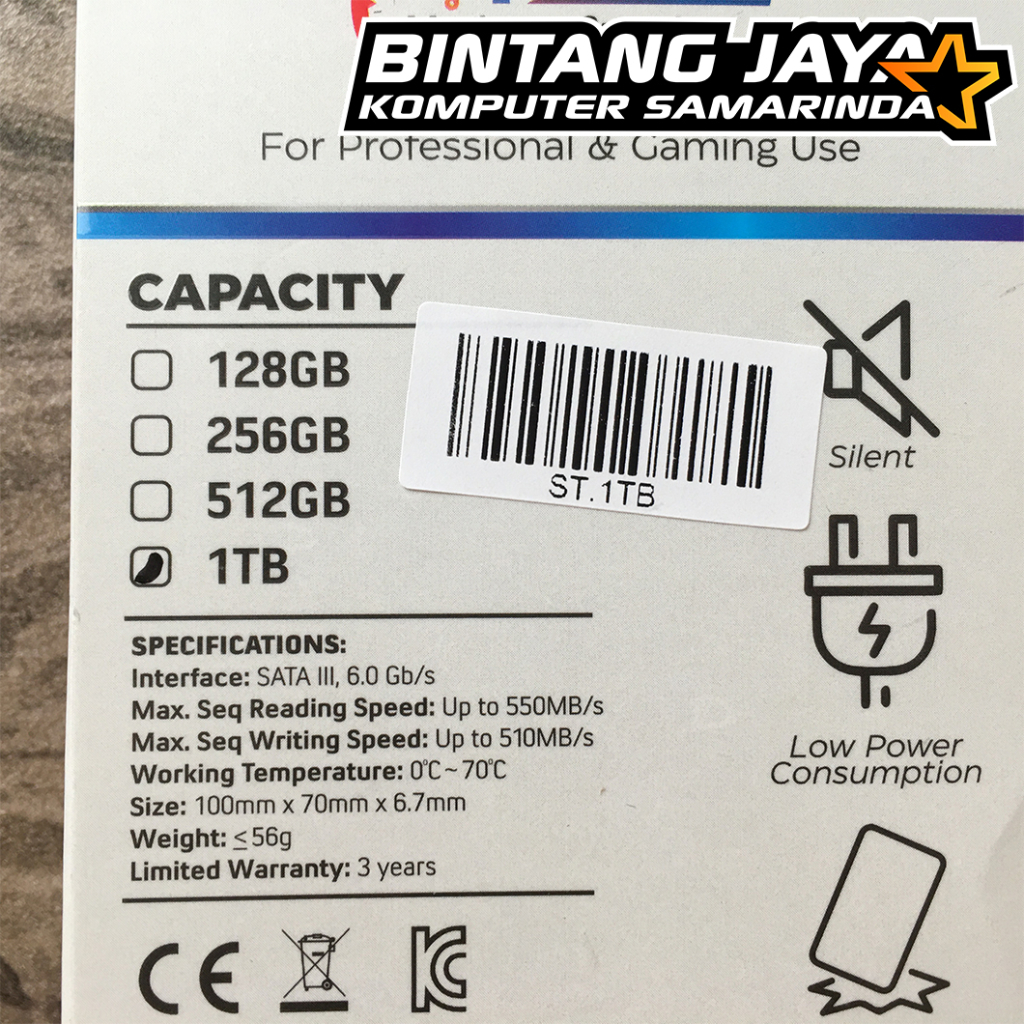 BINTANG JAYA
KOMPUTER SAMARINDA
For Professional & Gaming Use
CAPACITY
128GB
256GB
512GB
1TB
ST.1TB
Silent
SPECIFICATIONS:
Interface: SATA III, 6.0 Gb/s
Max. Seq Reading Speed: Up to 550MB/s
Max. Seq Writing Speed: Up to 510MB/s
Working Temperature: 0℃~70℃
Size: 100mm x 70mm x 6.7mm
Weight: ≤56g
Limited Warranty: 3 years
Low Power
Consumption
CE